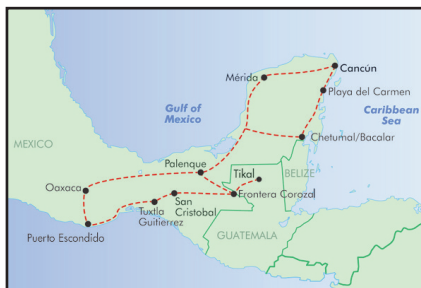 Cancún
Mérida
Playa del Carmen
Gulf of
Mexico
Caribbean
Sea
MEXICO
Chetumal/Bacalar
Palenque
Tikal
BELIZE
Oaxaca
San
Cristobal
Erontera Corozal
Tuxtla
Guitierrez
Puerto Escondido
GUATEMALA